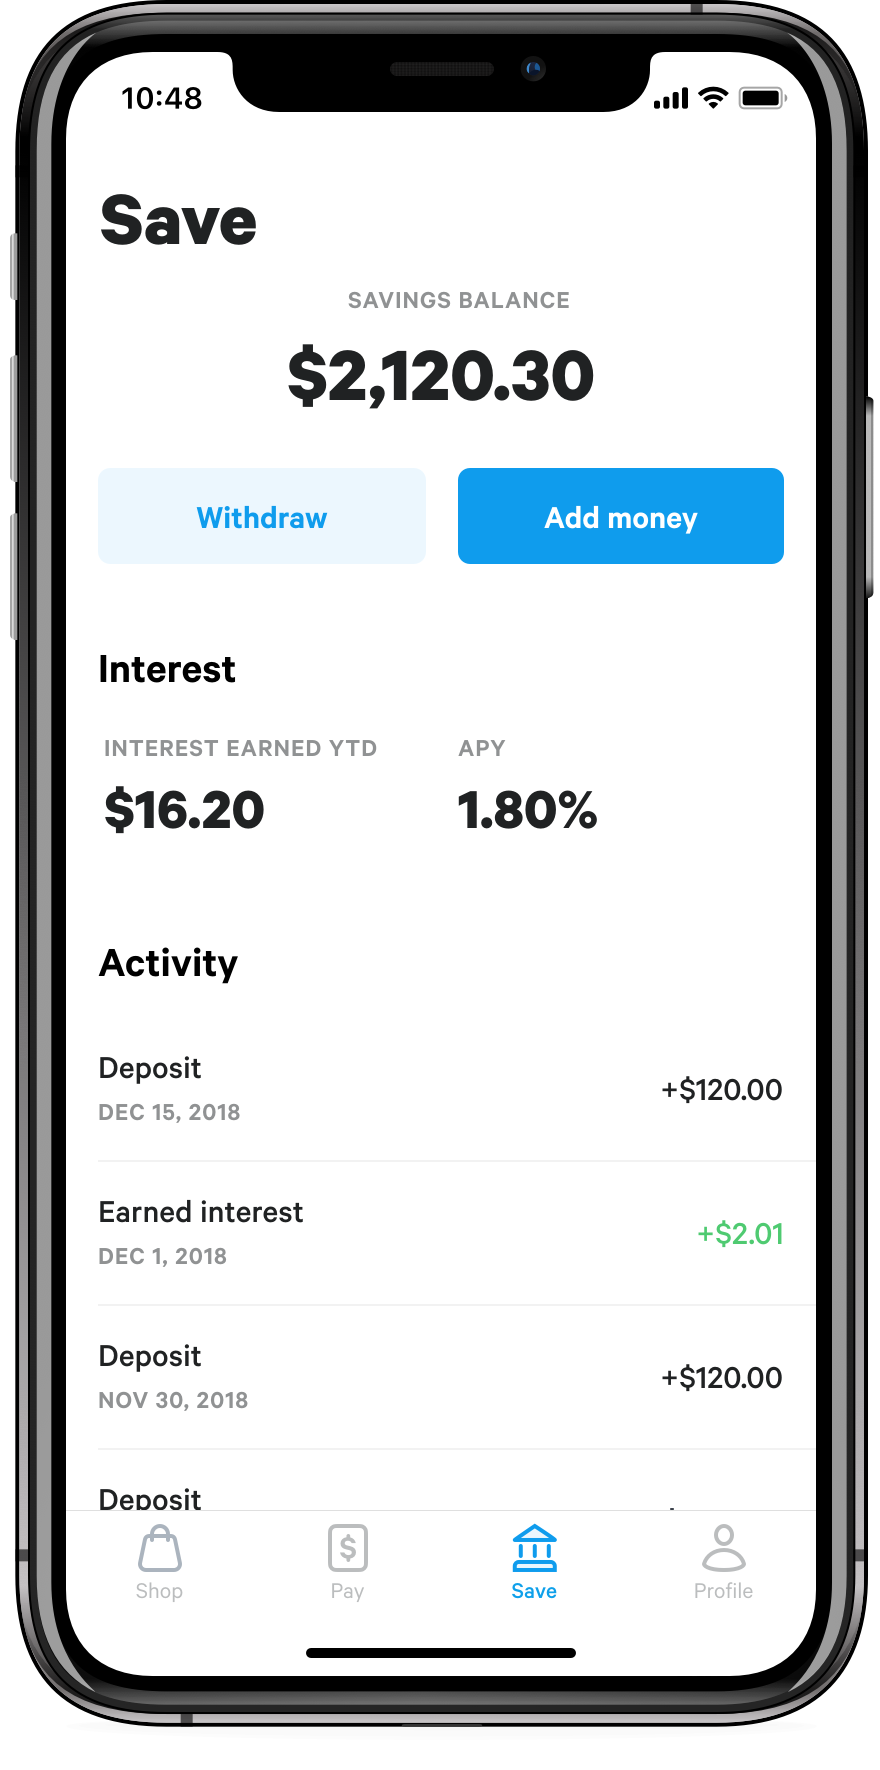 10:48
Save
SAVINGS BALANCE
$2,120.30
Withdraw Add money
Interest
INTEREST EARNED YTD APY
$16.20 1.80%
Activity
Deposit
+$120.00
DEC 15, 2018
Earned interest
+$2.01
DEC 1, 2018
Deposit
+$120.00
NOV 30, 2018
Deposit
Shop Pay Save Profile